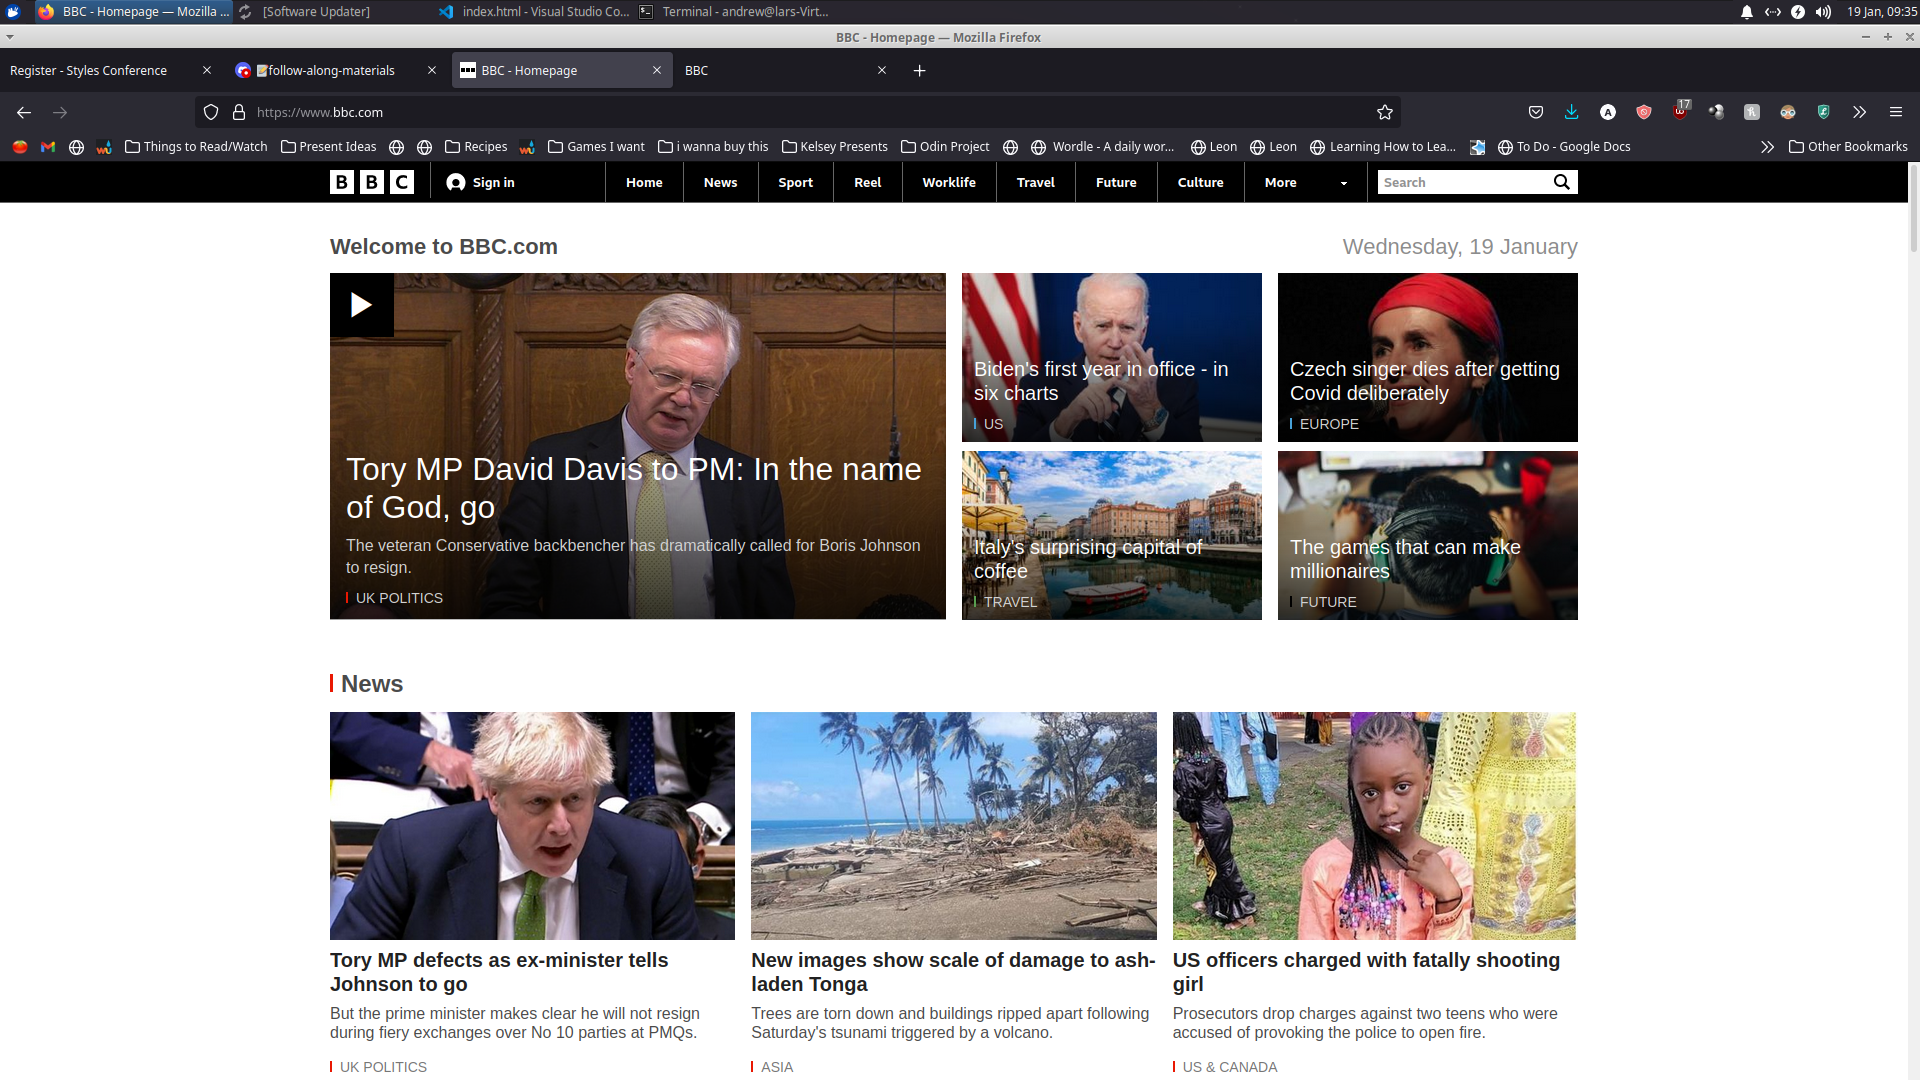 BBC - Homepage — Mozilla ...
[Software Updater]
index.html - Visual Studio Co...
Terminal - andrew@lars-Virt...
19 Jan, 09:35
BBC - Homepage — Mozilla Firefox
Register - Styles Conference
follow-along-materials
BBC - Homepage
BBC
https://www.bbc.com
17
Things to Read/Watch
Present Ideas
Recipes
Games I want
i wanna buy this
Kelsey Presents
Odin Project
Wordle - A daily wor...
Leon
Leon
Learning How to Lea...
To Do - Google Docs
Other Bookmarks
BBC
Sign in
Home
News
Sport
Reel
Worklife
Travel
Future
Culture
More
Search
Welcome to BBC.com
Wednesday, 19 January
Tory MP David Davis to PM: In the name
of God, go
The veteran Conservative backbencher has dramatically called for Boris Johnson
to resign.
UK POLITICS
Biden's first year in office - in
six charts
US
Czech singer dies after getting
Covid deliberately
EUROPE
Italy's surprising capital of
coffee
TRAVEL
The games that can make
millionaires
FUTURE
News
Tory MP defects as ex-minister tells
Johnson to go
But the prime minister makes clear he will not resign
during fiery exchanges over No 10 parties at PMQs.
UK POLITICS
New images show scale of damage to ash-
laden Tonga
Trees are torn down and buildings ripped apart following
Saturday's tsunami triggered by a volcano.
ASIA
US officers charged with fatally shooting
girl
Prosecutors drop charges against two teens who were
accused of provoking the police to open fire.
US & CANADA